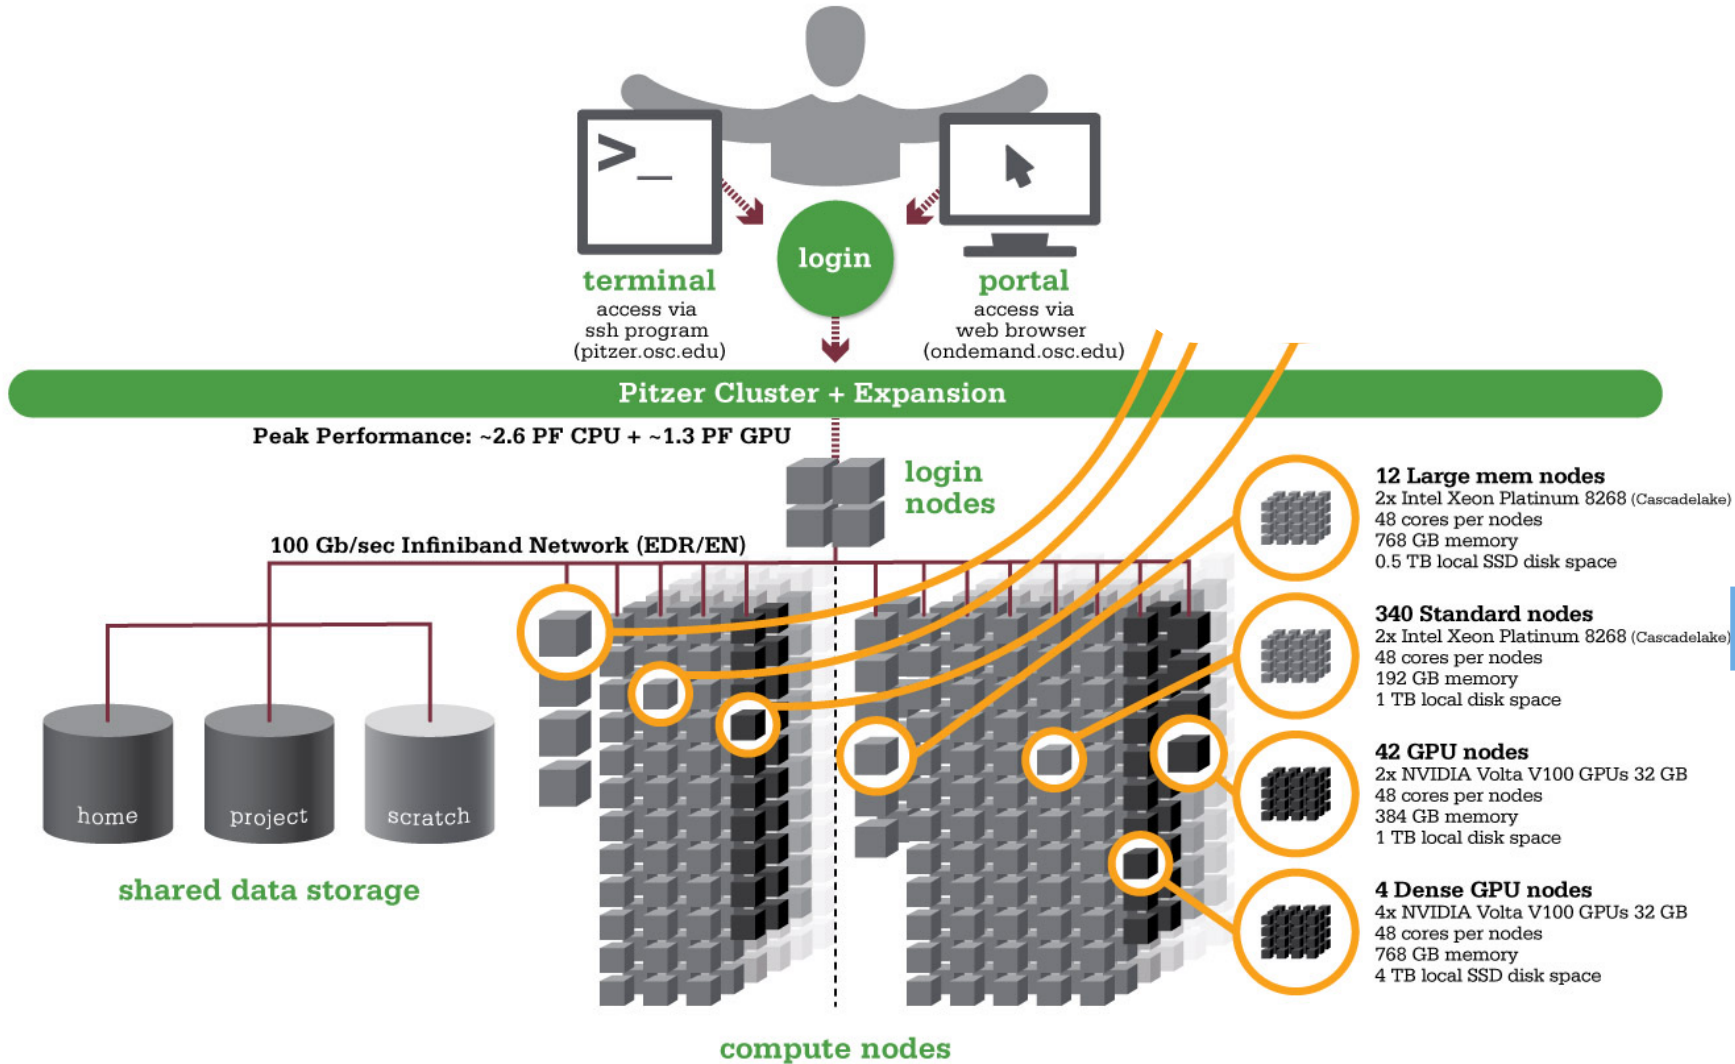 >_
login
terminal
access via
ssh program
(pitzer.osc.edu)
portal
access via
web browser
(ondemand.osc.edu)
Pitzer Cluster + Expansion
Peak Performance: ~2.6 PF CPU + ~1.3 PF GPU
login
nodes
100 Gb/sec Infiniband Network (EDR/EN)
home
project
scratch
shared data storage
compute nodes
12 Large mem nodes
2x Intel Xeon Platinum 8268 (Cascadelake)
48 cores per nodes
768 GB memory
0.5 TB local SSD disk space
340 Standard nodes
2x Intel Xeon Platinum 8268 (Cascadelake)
48 cores per nodes
192 GB memory
1 TB local disk space
42 GPU nodes
2x NVIDIA Volta V100 GPUs 32 GB
48 cores per nodes
384 GB memory
1 TB local disk space
4 Dense GPU nodes
4x NVIDIA Volta V100 GPUs 32 GB
48 cores per nodes
768 GB memory
4 TB local SSD disk space